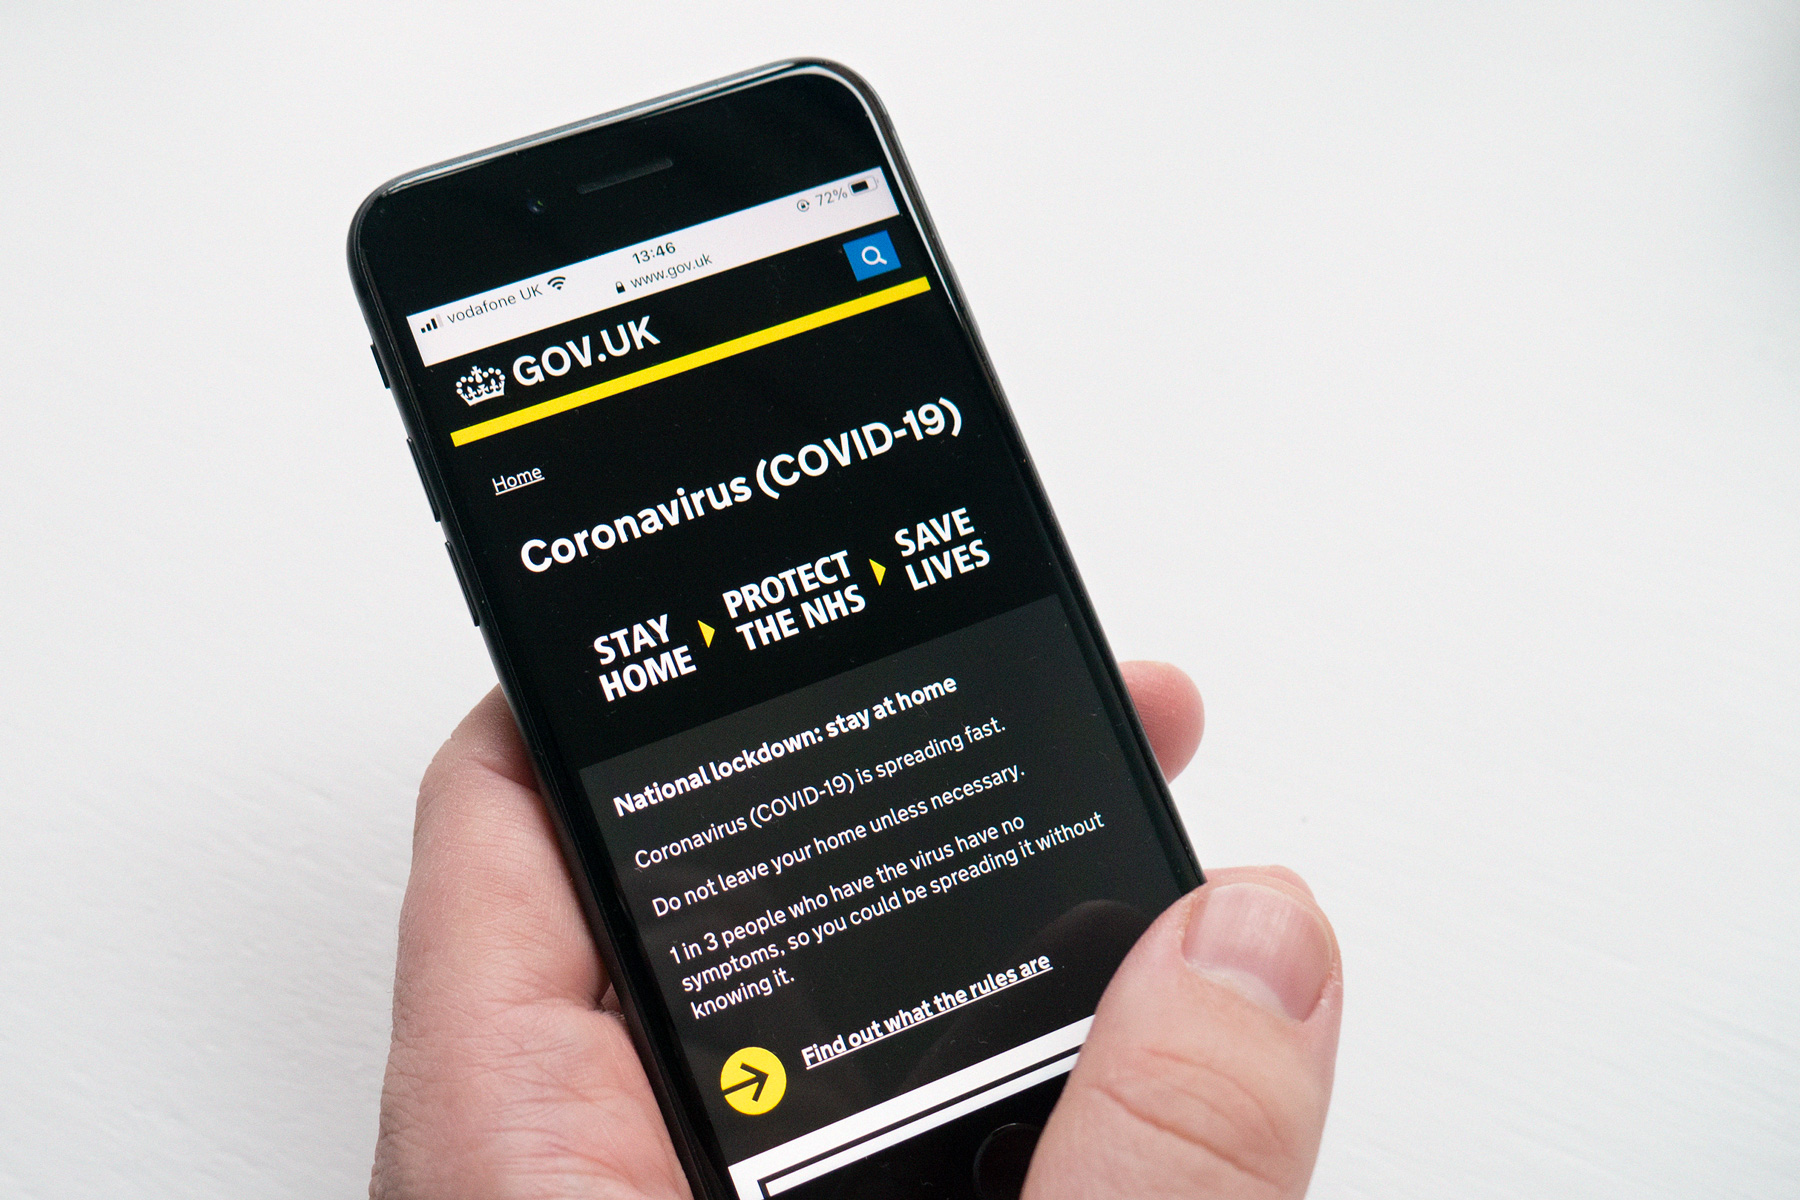 vodafone UK 13:46 72%
www.gov.uk
GOV.UK
Home
Coronavirus (COVID-19)
STAY
HOME
PROTECT
THE NHS
SAVE
LIVES
National lockdown: stay at home
Coronavirus (COVID-19) is spreading fast.
Do not leave your home unless necessary.
1 in 3 people who have the virus have no
symptoms, so you could be spreading it without
knowing it.
Find out what the rules are